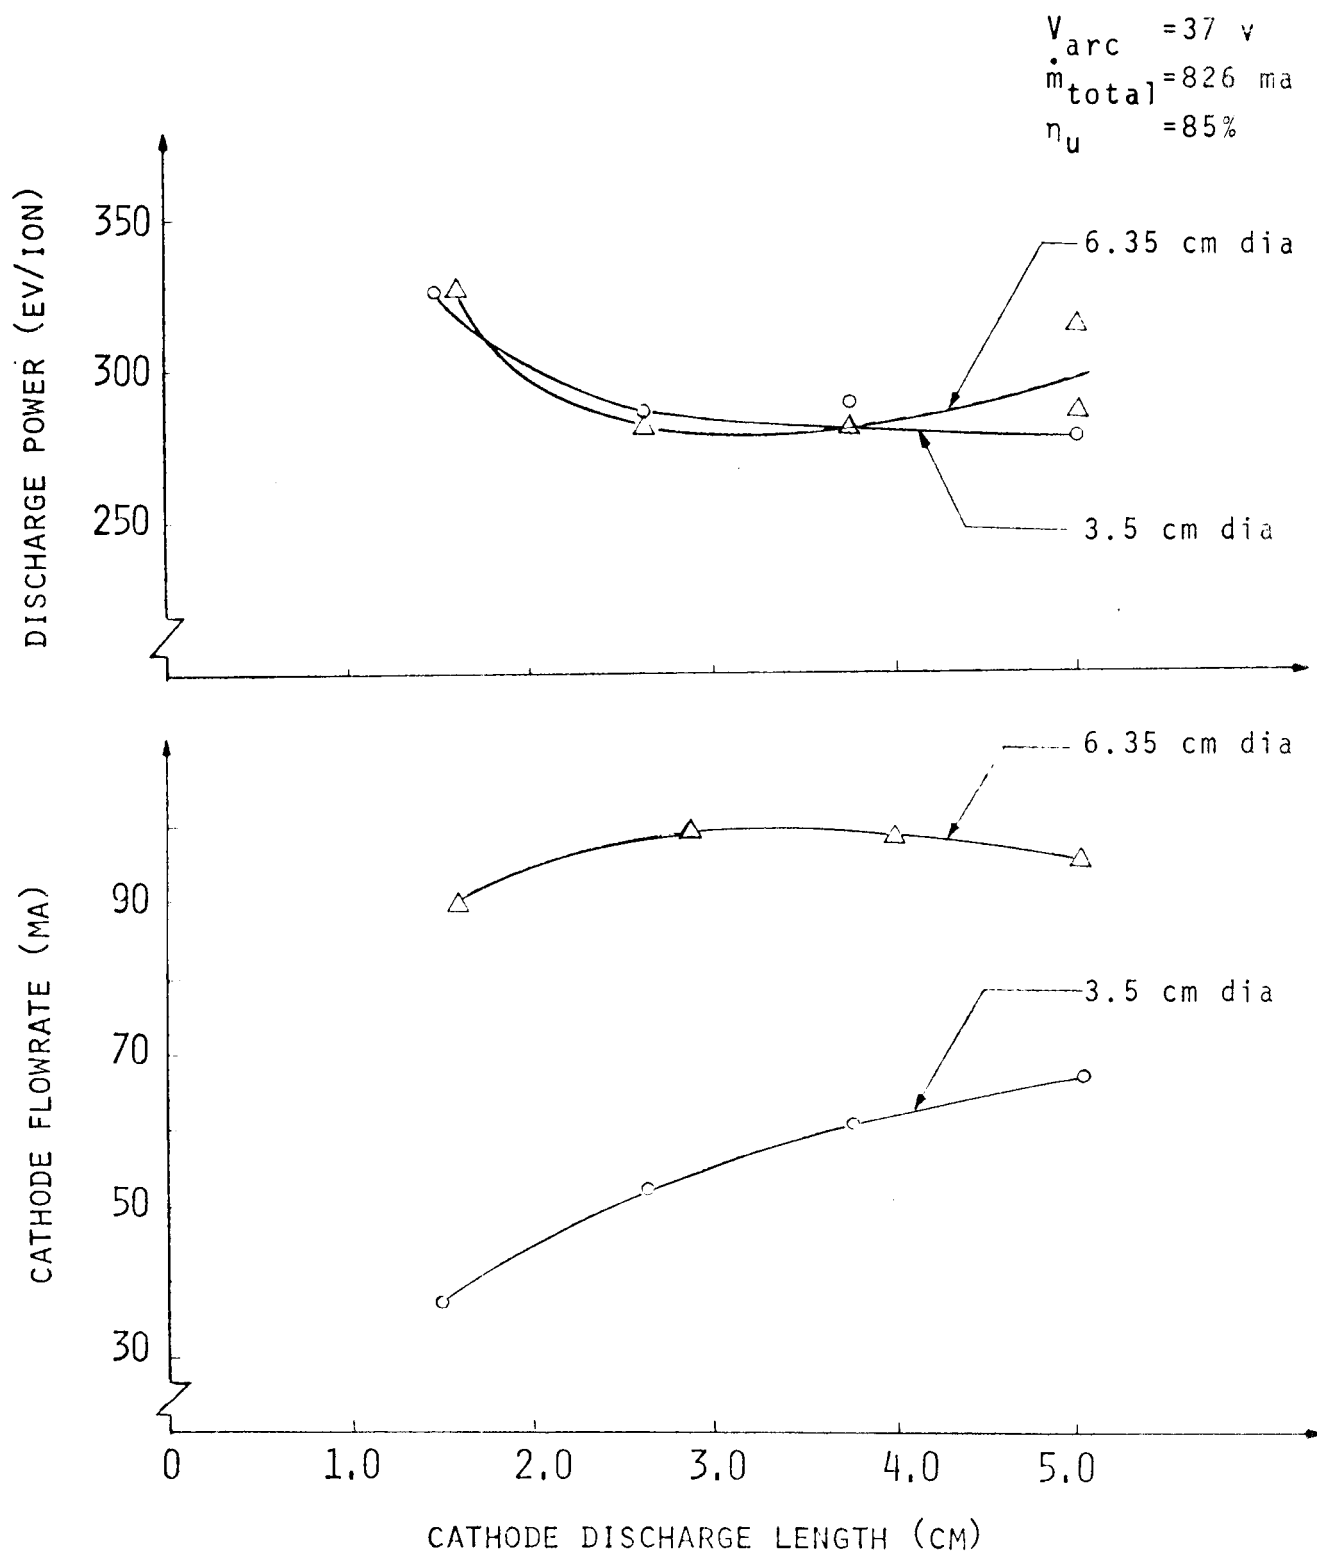 V_arc = 37 v
ṁ_total = 826 ma
η_u = 85%
DISCHARGE POWER (EV/ION)
350
300
250
6.35 cm dia
3.5 cm dia
CATHODE FLOWRATE (MA)
90
70
50
30
6.35 cm dia
3.5 cm dia
0 1.0 2.0 3.0 4.0 5.0
CATHODE DISCHARGE LENGTH (CM)